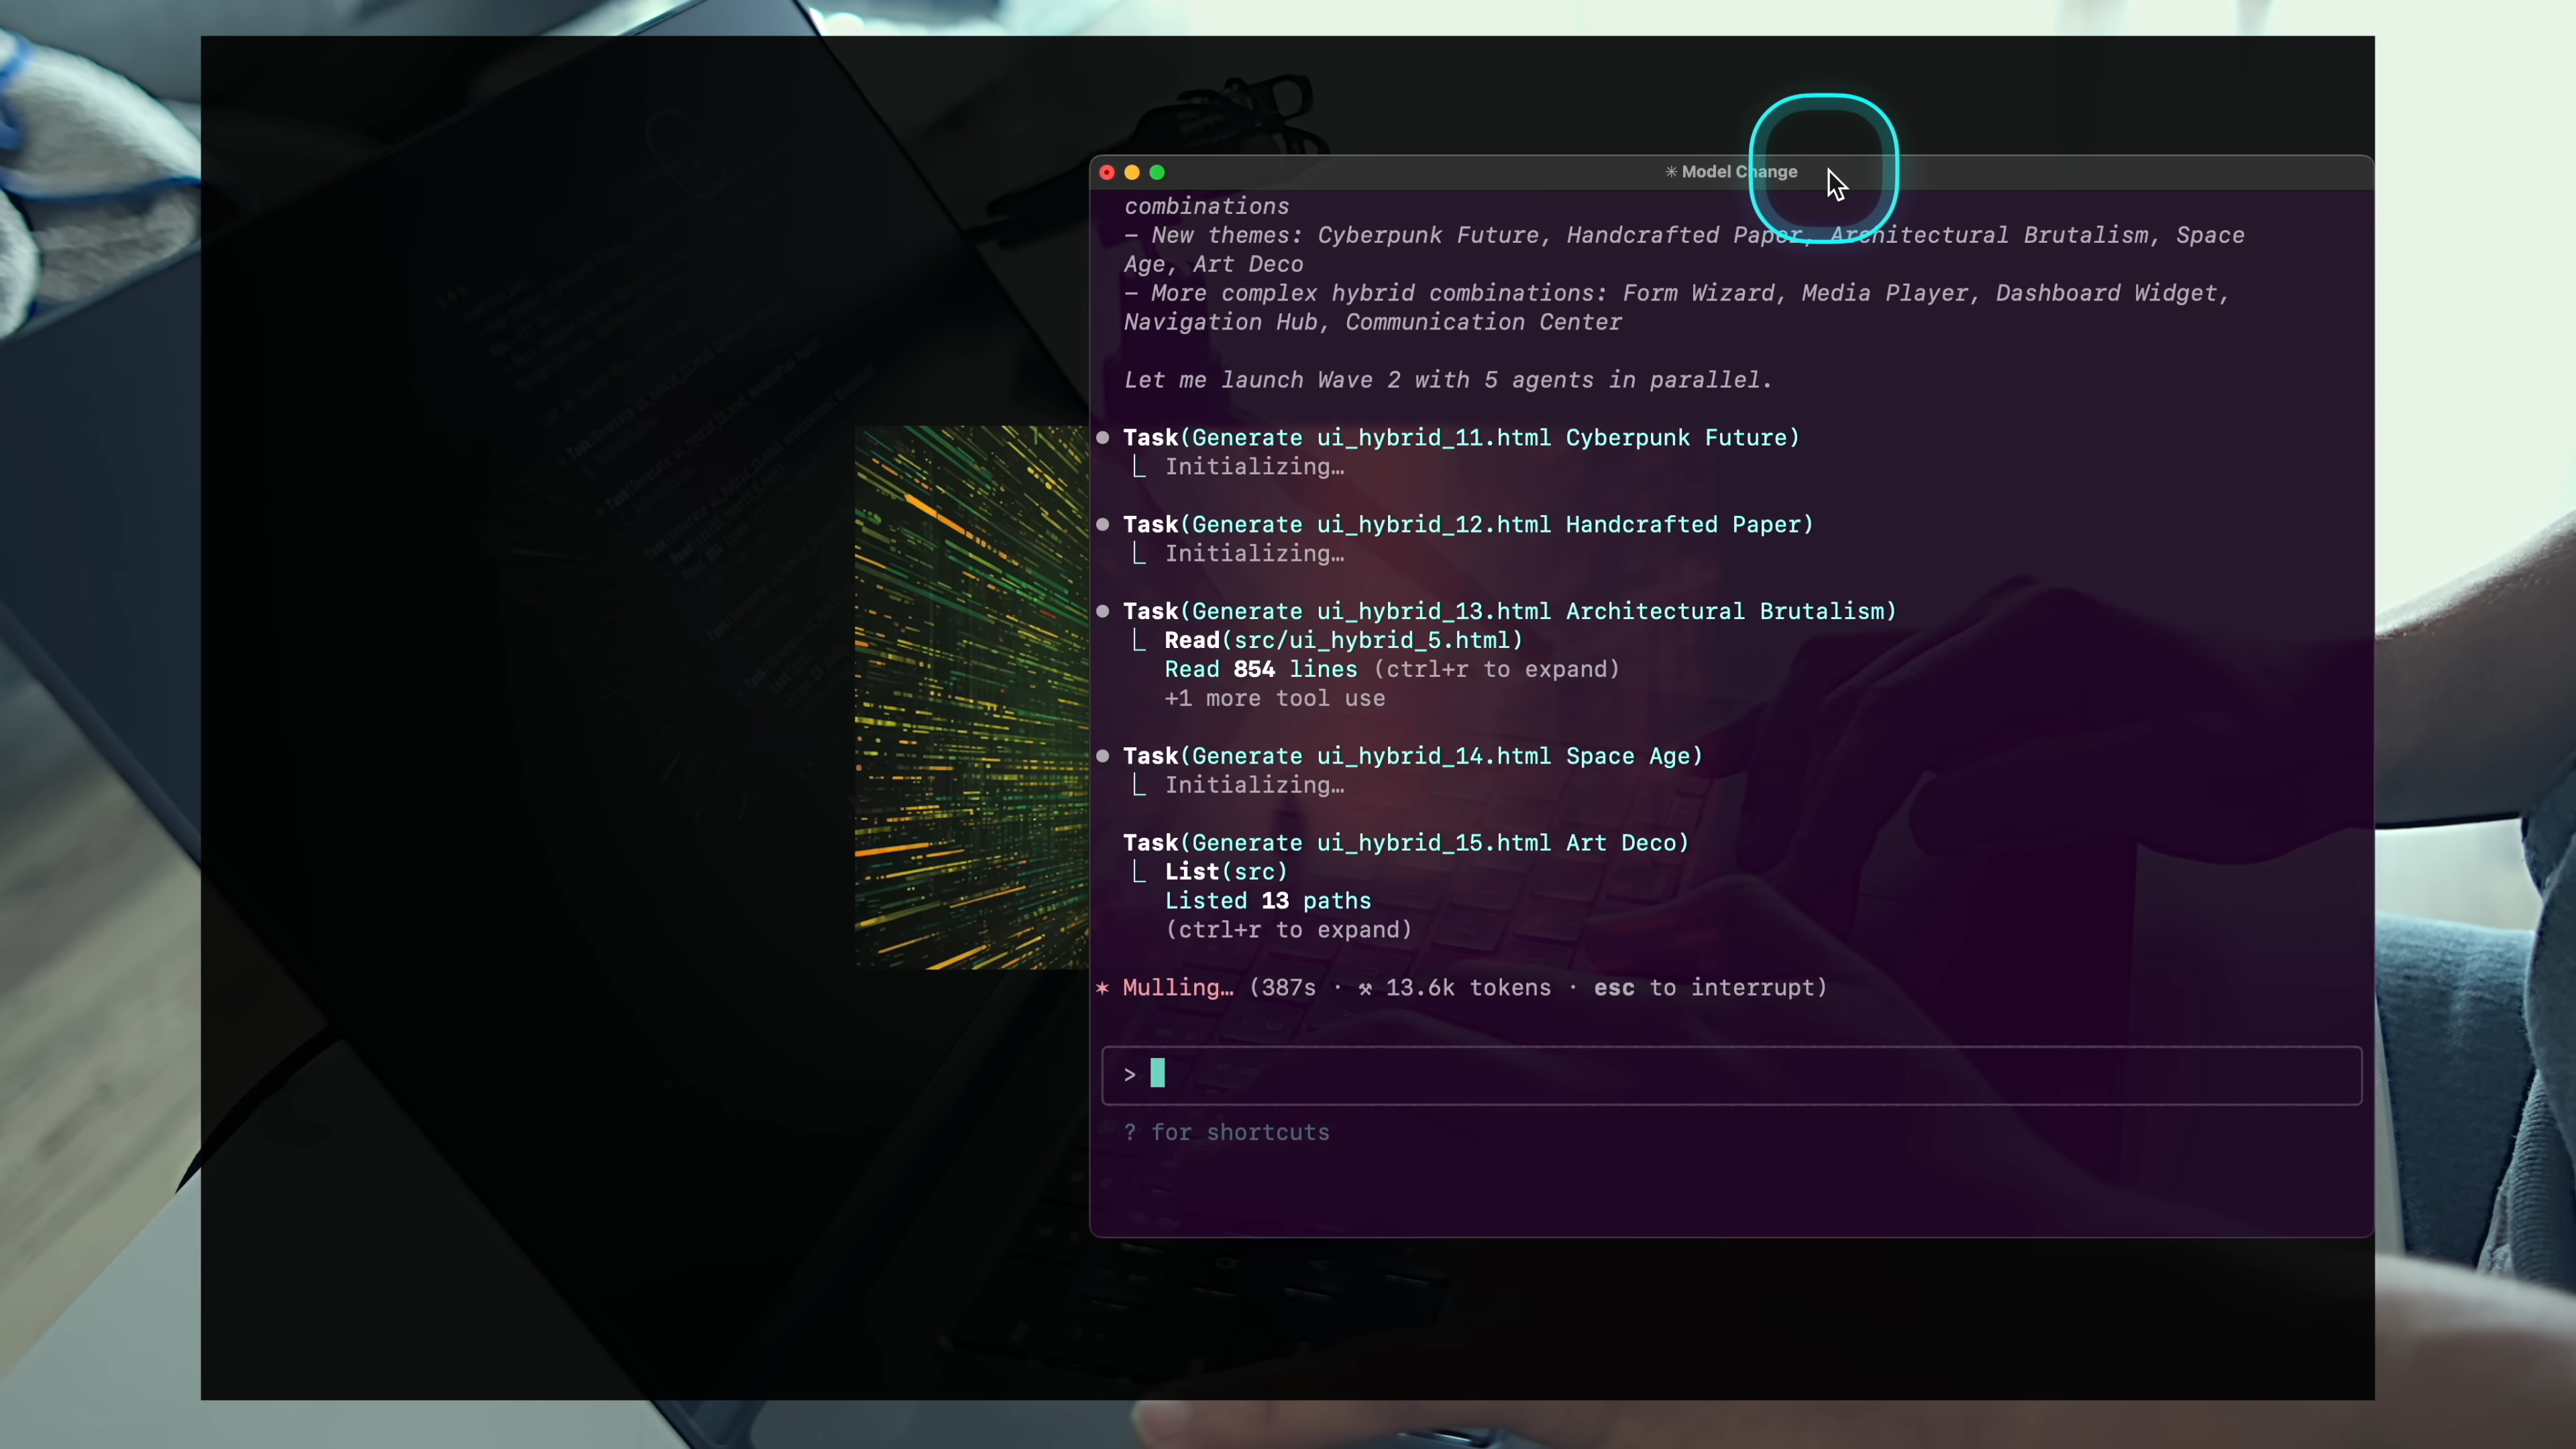 ✳ Model Change
combinations
– New themes: Cyberpunk Future, Handcrafted Paper, Architectural Brutalism, Space
Age, Art Deco
– More complex hybrid combinations: Form Wizard, Media Player, Dashboard Widget,
Navigation Hub, Communication Center
Let me launch Wave 2 with 5 agents in parallel.
● Task(Generate ui_hybrid_11.html Cyberpunk Future)
⎿ Initializing…
● Task(Generate ui_hybrid_12.html Handcrafted Paper)
⎿ Initializing…
● Task(Generate ui_hybrid_13.html Architectural Brutalism)
⎿ Read(src/ui_hybrid_5.html)
Read 854 lines (ctrl+r to expand)
+1 more tool use
● Task(Generate ui_hybrid_14.html Space Age)
⎿ Initializing…
Task(Generate ui_hybrid_15.html Art Deco)
⎿ List(src)
Listed 13 paths
(ctrl+r to expand)
✶ Mulling… (387s · ⚒ 13.6k tokens · esc to interrupt)
>
? for shortcuts